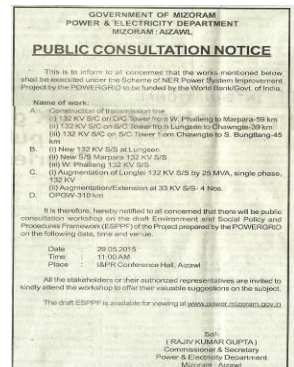 GOVERNMENT OF MIZORAM
POWER & ELECTRICITY DEPARTMENT
MIZORAM : AIZAWL
PUBLIC CONSULTATION NOTICE
This is to inform to all concerned that the works mentioned below
shall be executed under the Scheme of NER Power System Improvement
Project by the POWERGRID to be funded by the World Bank/Govt. of India.
Name of work:
A. Construction of transmission line
(i) 132 KV S/C on D/C Tower from W. Phaileng to Marpara-59 km
(ii) 132 KV S/C on S/C Tower from Lungsen to Chawngte-39 km
(iii) 132 KV S/C on S/C Tower from Chawngte to S. Bungtlang-45
km
B. (i) New 132 KV S/S at Lungsen
(ii) New S/S Marpara 132 KV S/S
(iii) W. Phaileng 132 KV S/S
C. (i) Augmentation of Lunglei 132 KV S/S by 25 MVA, single phase,
132 KV
(ii) Augmentation/Extension at 33 KV S/S- 4 Nos.
D. OPGW-310 km
It is therefore, hereby notified to all concerned that there will be public
consultation workshop on the draft Environment and Social Policy and
Procedures Framework (ESPPF) of the Project prepared by the POWERGRID
on the following date, time and venue.
Date : 29.05.2015
Time : 11:00 AM
Place : I&PR Conference Hall, Aizawl
All the stakeholders or their authorized representatives are invited to
kindly attend the workshop to offer their valuable suggestions on the subject.
The draft ESPPF is available for viewing at www.power.mizoram.gov.in
Sd/-
( RAJIV KUMAR GUPTA )
Commissioner & Secretary
Power & Electricity Department
Mizoram : Aizawl